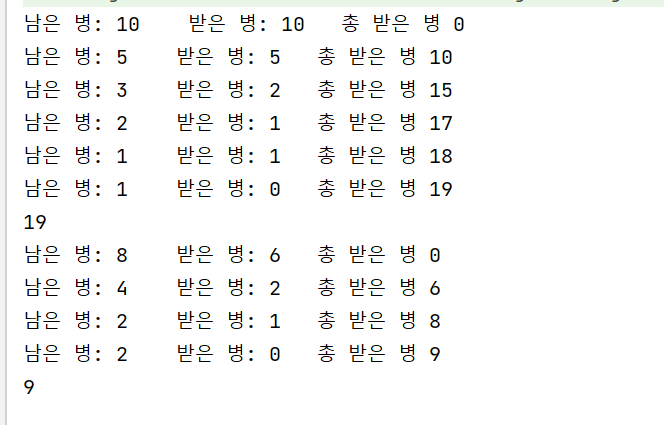 남은 병: 10    받은 병: 10   총 받은 병 0
남은 병: 5    받은 병: 5   총 받은 병 10
남은 병: 3    받은 병: 2   총 받은 병 15
남은 병: 2    받은 병: 1   총 받은 병 17
남은 병: 1    받은 병: 1   총 받은 병 18
남은 병: 1    받은 병: 0   총 받은 병 19
19
남은 병: 8    받은 병: 6   총 받은 병 0
남은 병: 4    받은 병: 2   총 받은 병 6
남은 병: 2    받은 병: 1   총 받은 병 8
남은 병: 2    받은 병: 0   총 받은 병 9
9